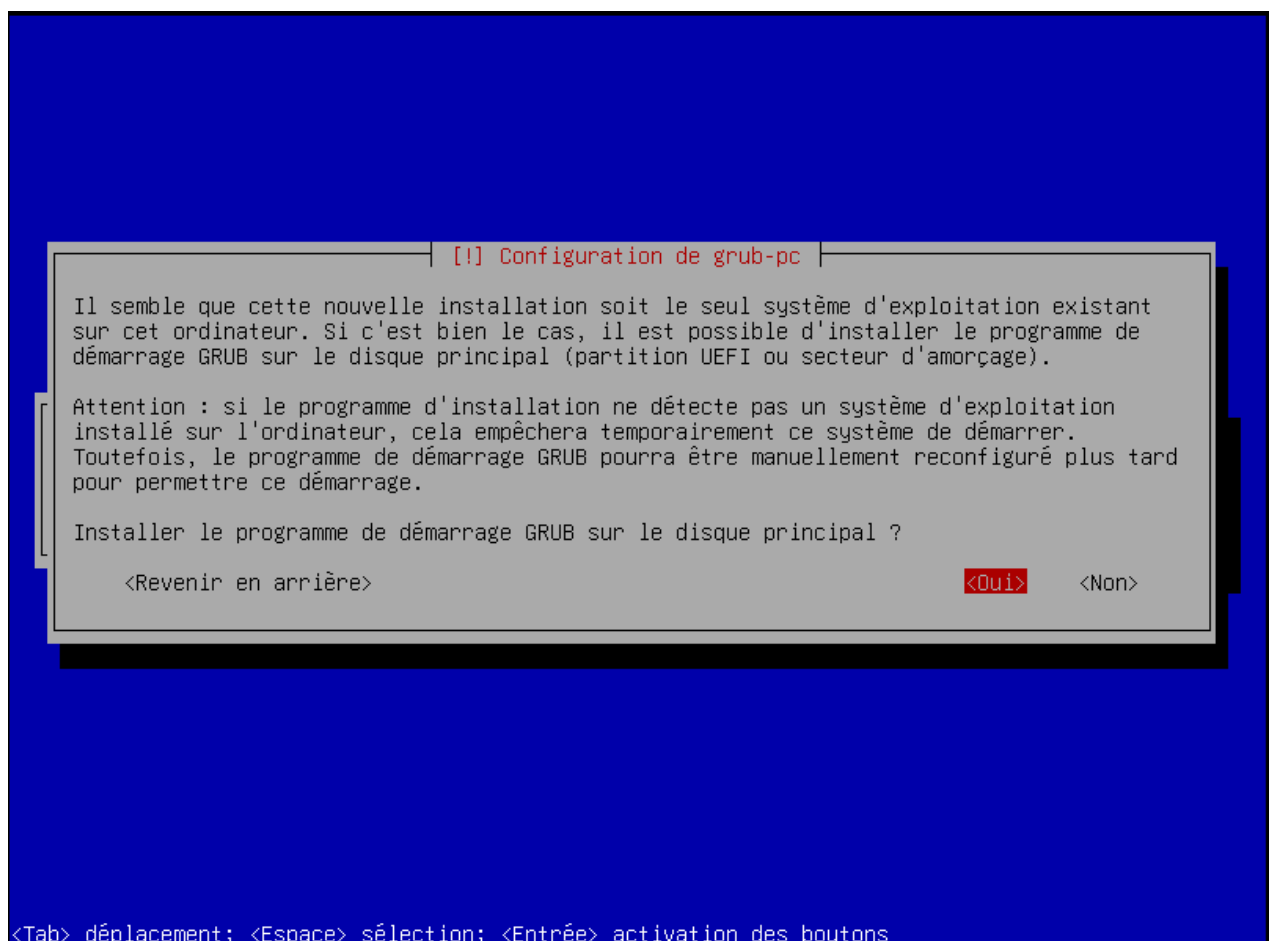 [!] Configuration de grub-pc
Il semble que cette nouvelle installation soit le seul système d'exploitation existant
sur cet ordinateur. Si c'est bien le cas, il est possible d'installer le programme de
démarrage GRUB sur le disque principal (partition UEFI ou secteur d'amorçage).
Attention : si le programme d'installation ne détecte pas un système d'exploitation
installé sur l'ordinateur, cela empêchera temporairement ce système de démarrer.
Toutefois, le programme de démarrage GRUB pourra être manuellement reconfiguré plus tard
pour permettre ce démarrage.
Installer le programme de démarrage GRUB sur le disque principal ?
<Revenir en arrière> <Oui> <Non>
<Tab> déplacement; <Espace> sélection; <Entrée> activation des boutons